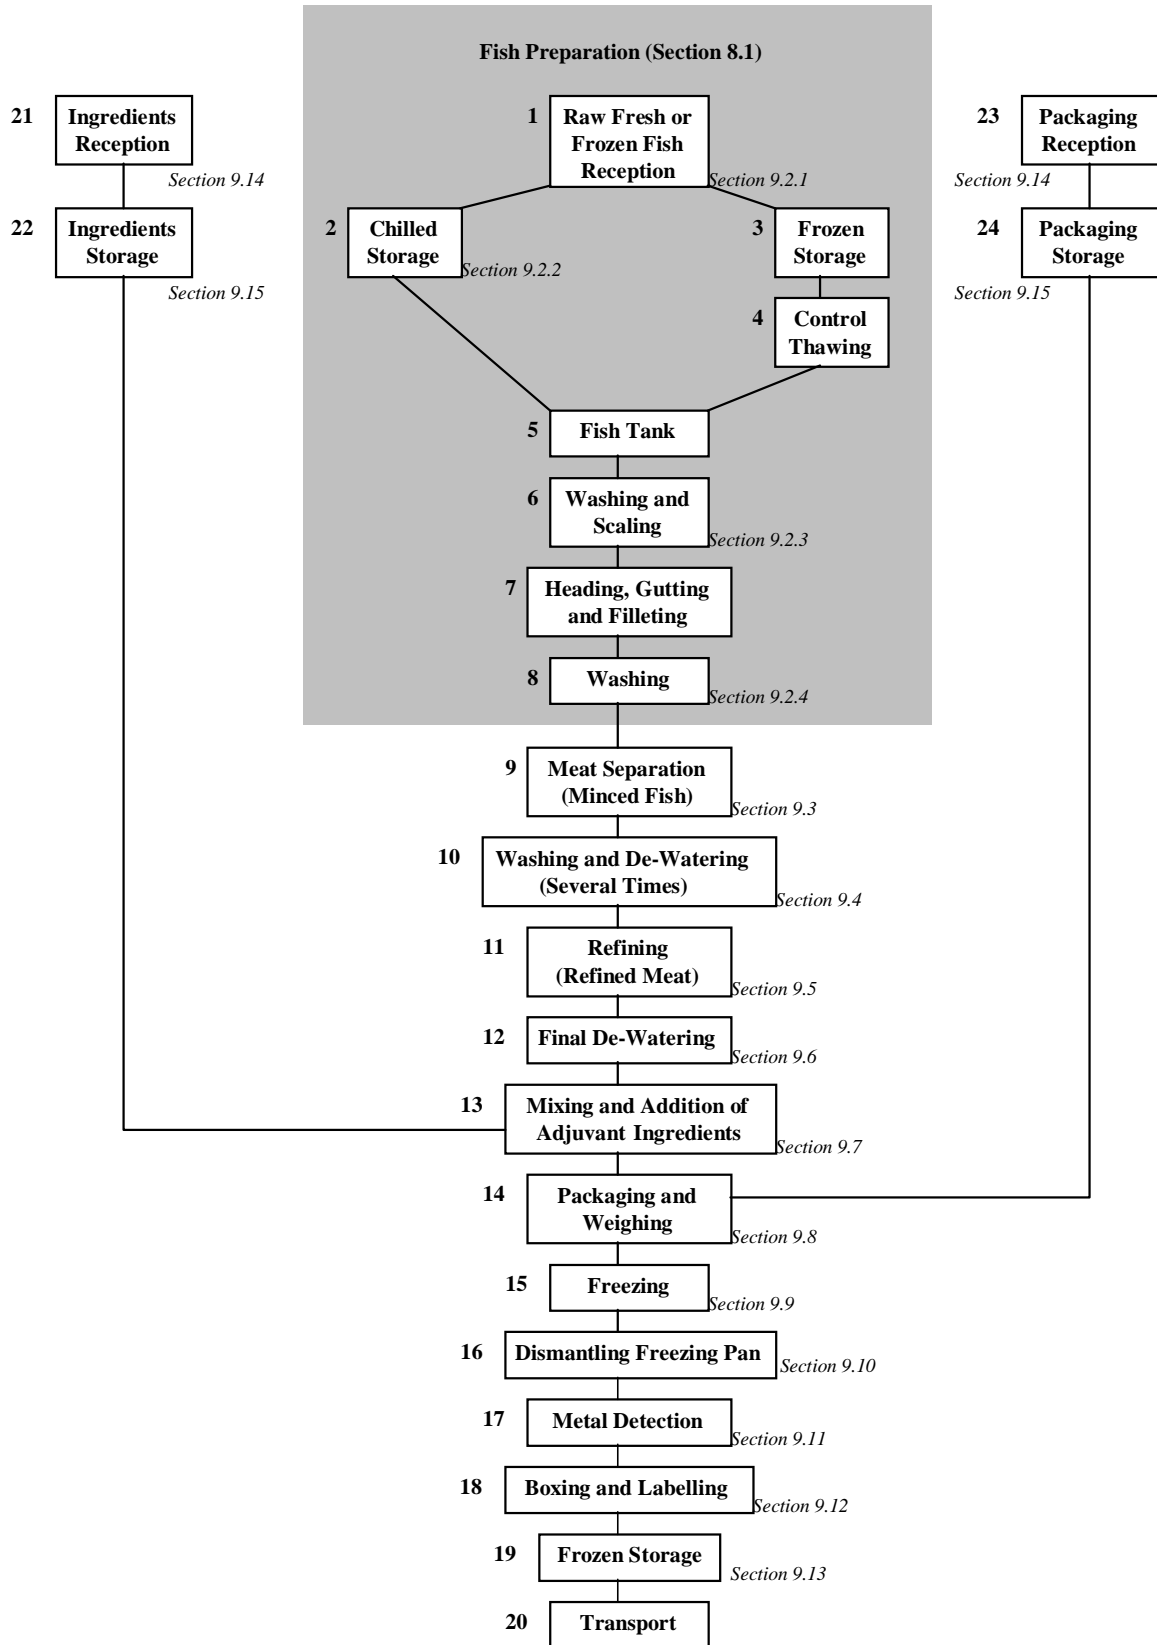 Fish Preparation (Section 8.1)
21
Ingredients
Reception
Section 9.14
1
Raw Fresh or
Frozen Fish
Reception
Section 9.2.1
23
Packaging
Reception
Section 9.14
22
Ingredients
Storage
Section 9.15
2
Chilled
Storage
Section 9.2.2
3
Frozen
Storage
24
Packaging
Storage
Section 9.15
4
Control
Thawing
5
Fish Tank
6
Washing and
Scaling
Section 9.2.3
7
Heading, Gutting
and Filleting
8
Washing
Section 9.2.4
9
Meat Separation
(Minced Fish)
Section 9.3
10
Washing and De-Watering
(Several Times)
Section 9.4
11
Refining
(Refined Meat)
Section 9.5
12
Final De-Watering
Section 9.6
13
Mixing and Addition of
Adjuvant Ingredients
Section 9.7
14
Packaging and
Weighing
Section 9.8
15
Freezing
Section 9.9
16
Dismantling Freezing Pan
Section 9.10
17
Metal Detection
Section 9.11
18
Boxing and Labelling
Section 9.12
19
Frozen Storage
Section 9.13
20
Transport